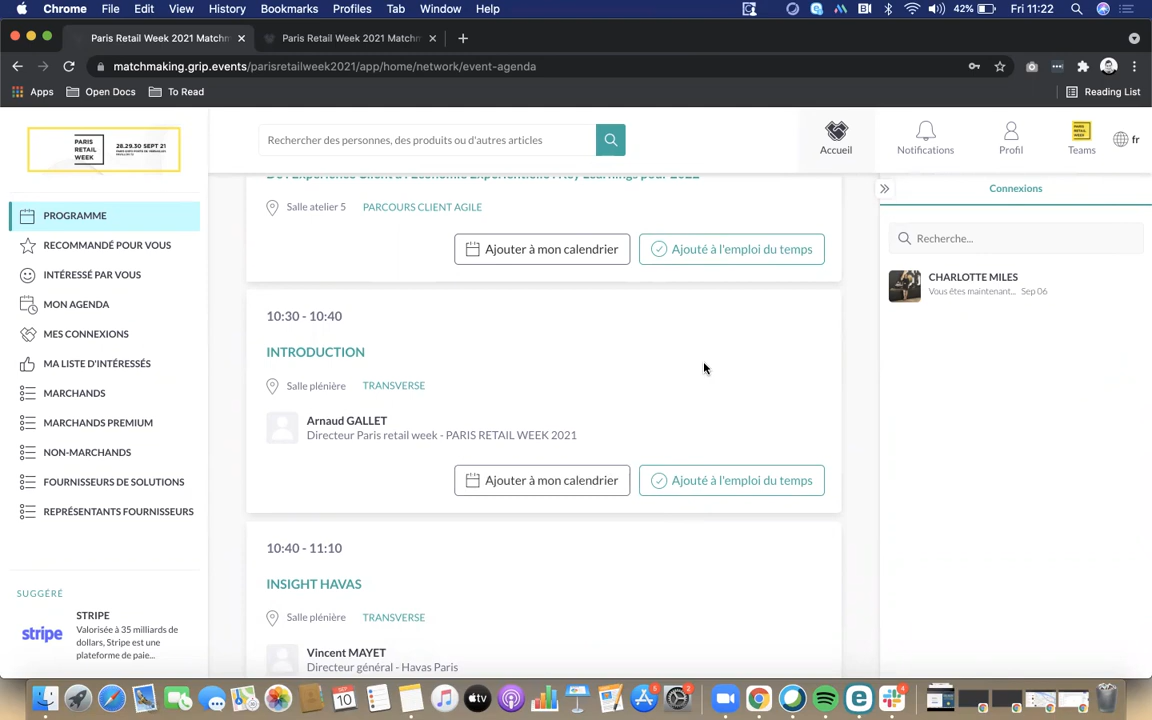 Chrome File Edit View History Bookmarks Profiles Tab Window Help 42% Fri 11:22
Paris Retail Week 2021 Matchm Paris Retail Week 2021 Matchm
matchmaking.grip.events/parisretailweek2021/app/home/network/event-agenda
Apps Open Docs To Read Reading List
PARIS RETAIL WEEK 28.29.30 SEPT 21
Rechercher des personnes, des produits ou d'autres articles
Accueil Notifications Profil Teams fr
PROGRAMME
RECOMMANDÉ POUR VOUS
INTÉRESSÉ PAR VOUS
MON AGENDA
MES CONNEXIONS
MA LISTE D'INTÉRESSÉS
MARCHANDS
MARCHANDS PREMIUM
NON-MARCHANDS
FOURNISSEURS DE SOLUTIONS
REPRÉSENTANTS FOURNISSEURS
SUGGÉRÉ
stripe
STRIPE
Valorisée à 35 milliards de
dollars, Stripe est une
plateforme de paie...
Salle atelier 5 PARCOURS CLIENT AGILE
Ajouter à mon calendrier Ajouté à l'emploi du temps
10:30 - 10:40
INTRODUCTION
Salle plénière TRANSVERSE
Arnaud GALLET
Directeur Paris retail week - PARIS RETAIL WEEK 2021
Ajouter à mon calendrier Ajouté à l'emploi du temps
10:40 - 11:10
INSIGHT HAVAS
Salle plénière TRANSVERSE
Vincent MAYET
Directeur général - Havas Paris
Connexions
Recherche...
CHARLOTTE MILES
Vous êtes maintenant... Sep 06